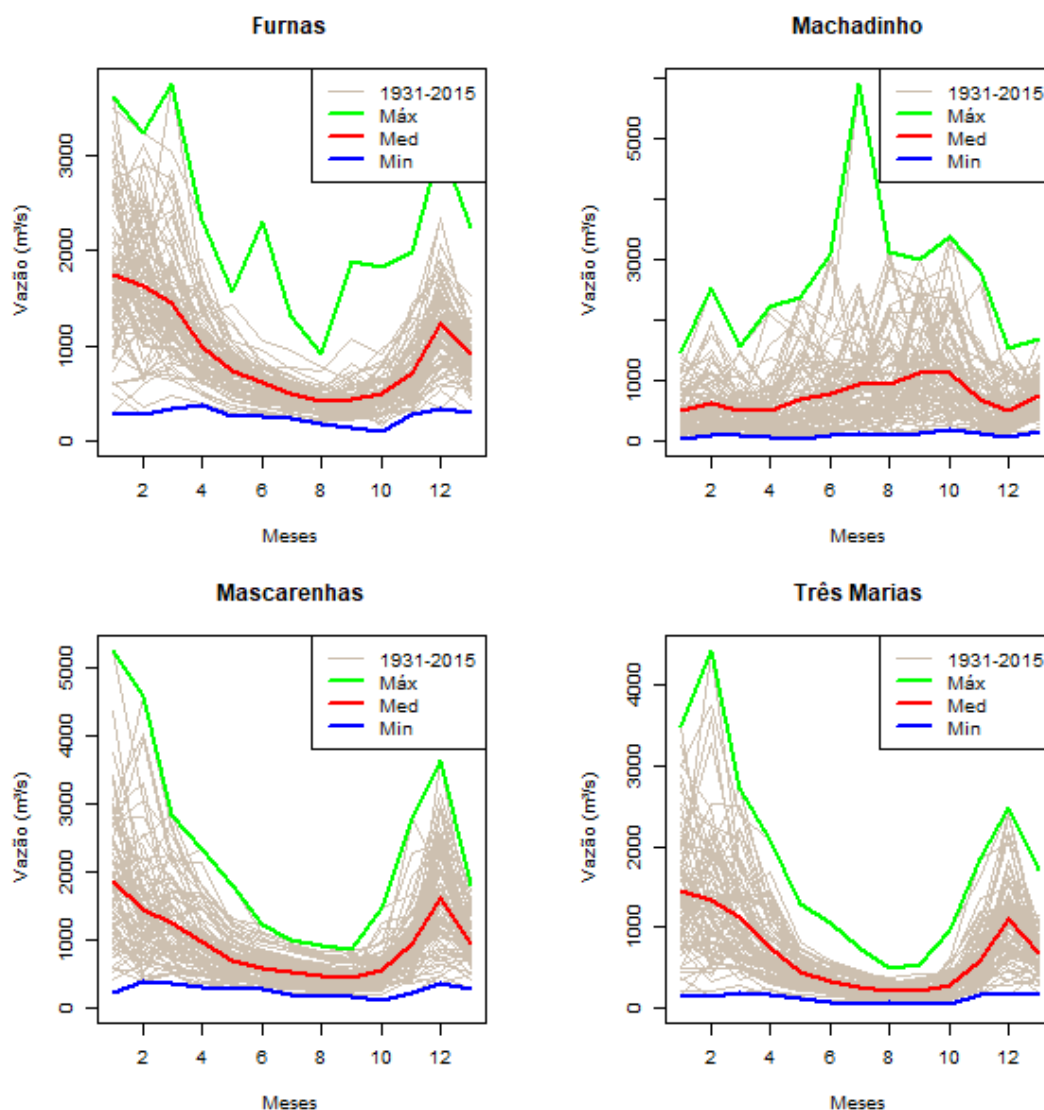 Furnas
Vazão (m³/s)
3000
2000
1000
0
1931-2015
Máx
Med
Min
2 4 6 8 10 12
Meses
Machadinho
Vazão (m³/s)
5000
3000
1000
0
1931-2015
Máx
Med
Min
2 4 6 8 10 12
Meses
Mascarenhas
Vazão (m³/s)
5000
4000
3000
2000
1000
0
1931-2015
Máx
Med
Min
2 4 6 8 10 12
Meses
Três Marias
Vazão (m³/s)
4000
3000
2000
1000
0
1931-2015
Máx
Med
Min
2 4 6 8 10 12
Meses